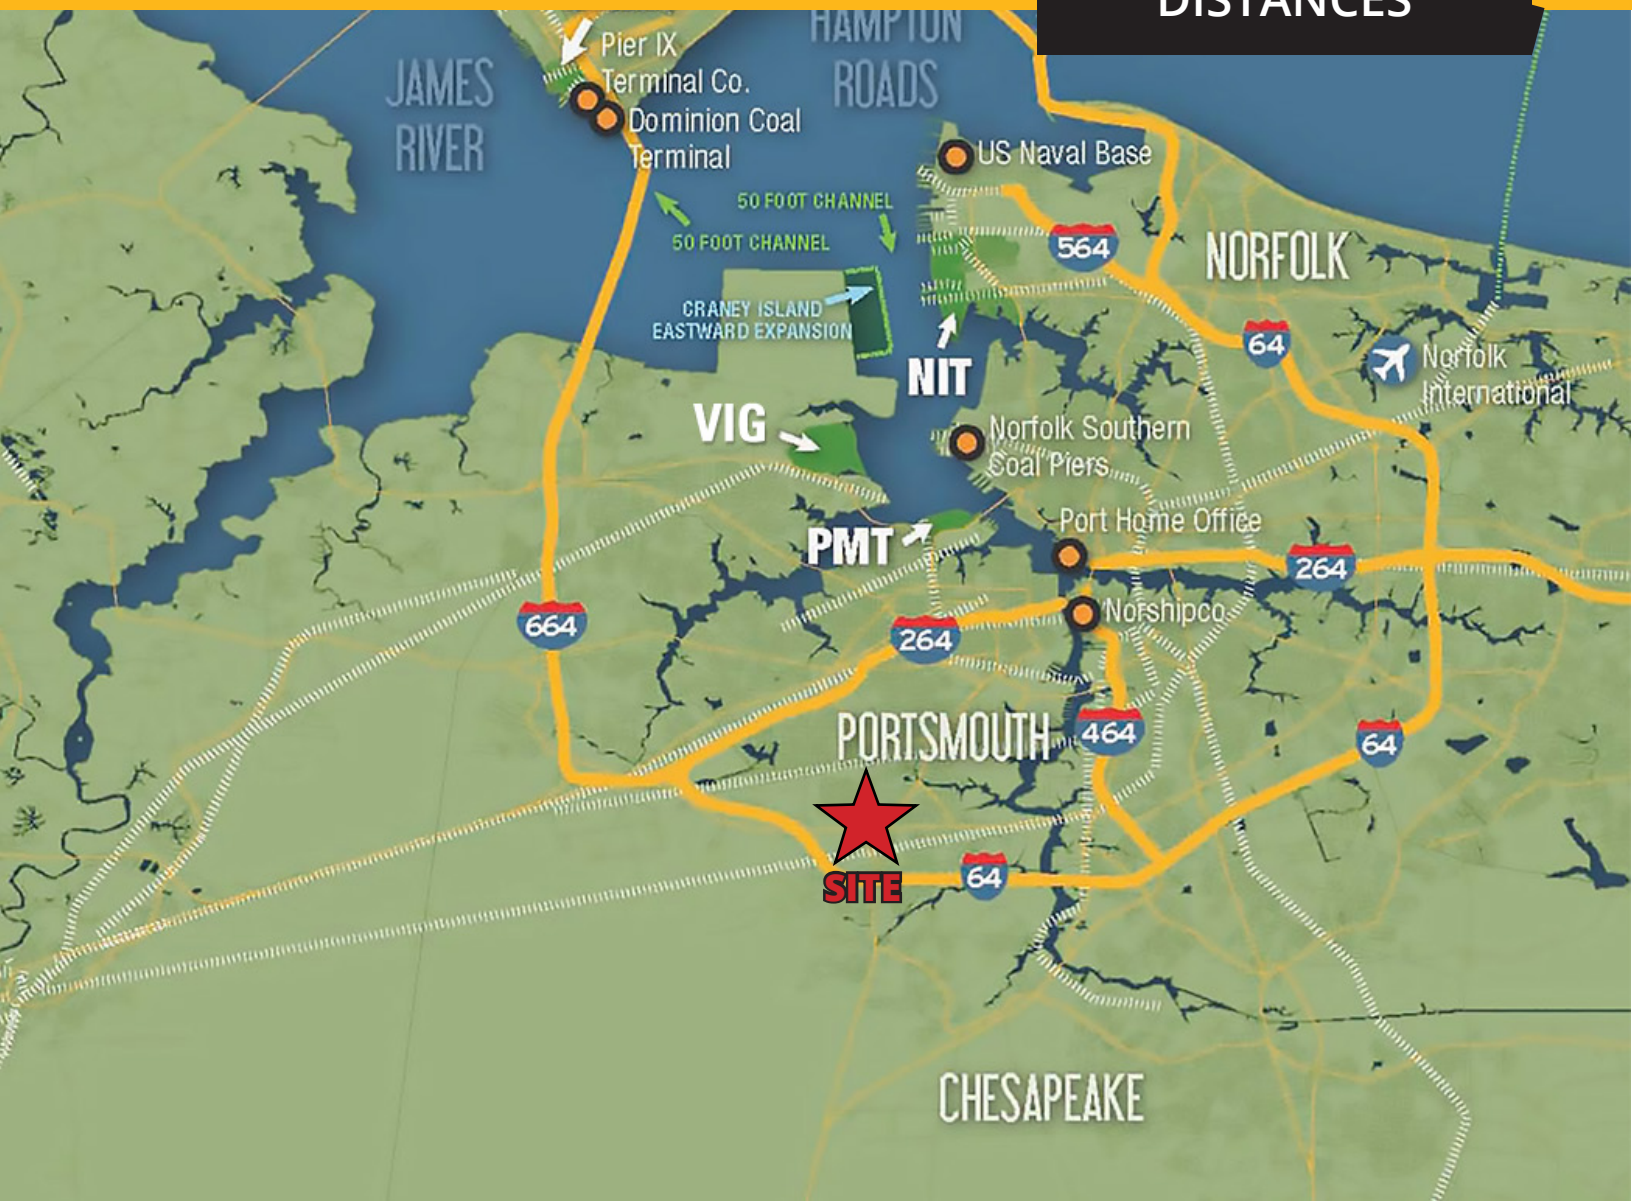 DISTANCES
HAMPTON
ROADS
JAMES
RIVER
Pier IX
Terminal Co.
Dominion Coal
Terminal
US Naval Base
50 FOOT CHANNEL
50 FOOT CHANNEL
564
NORFOLK
CRANEY ISLAND
EASTWARD EXPANSION
NIT
64
Norfolk
International
VIG
Norfolk Southern
Coal Piers
PMT
Port Home Office
264
664
264
Norshipco
PORTSMOUTH
464
64
SITE
64
CHESAPEAKE